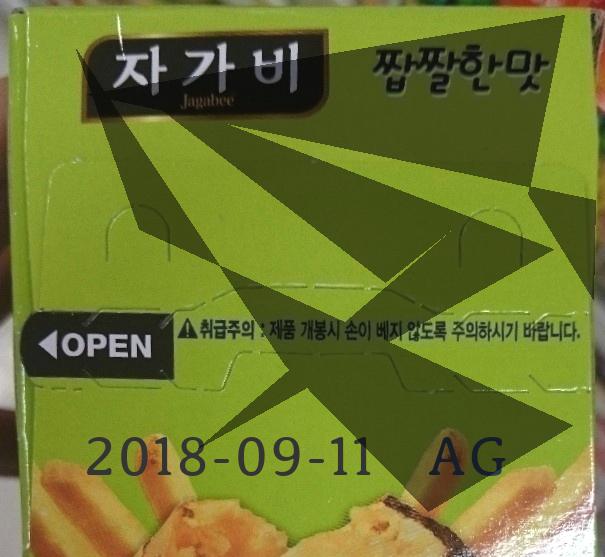 자가비 짭짤한맛
Jagabee
OPEN ⚠취급주의 : 제품 개봉시 손이 베지 않도록 주의하시기 바랍니다.
2018-09-11 AG